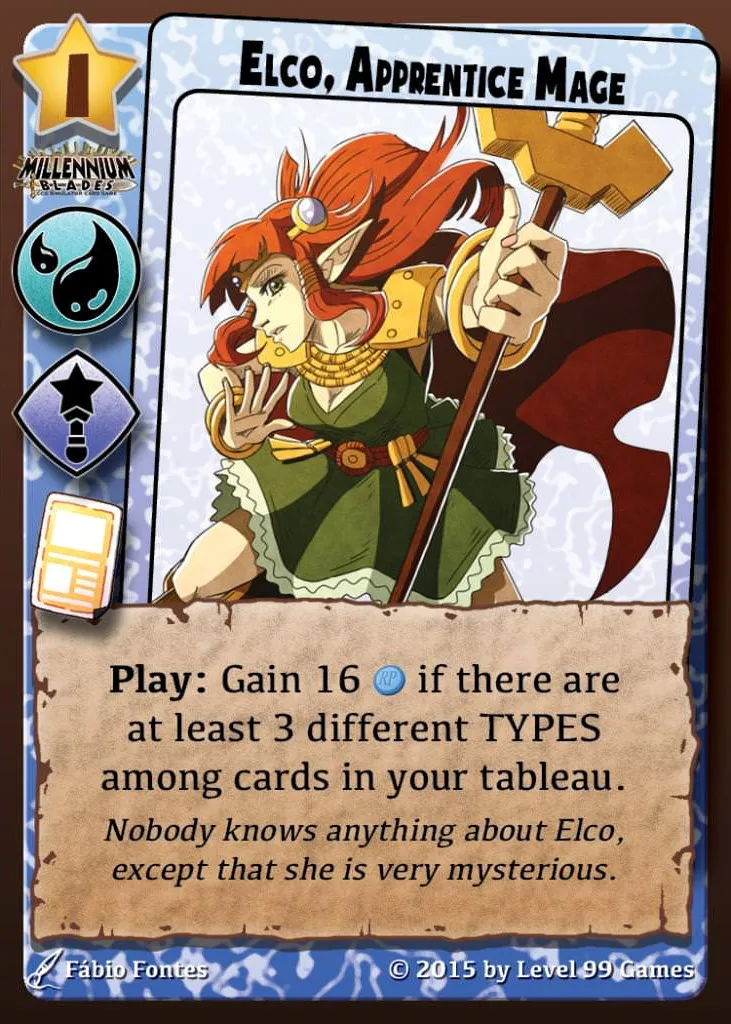 ELCO, APPRENTICE MAGE
1
MILLENNIUM
BLADES
Play: Gain 16 RP if there are
at least 3 different TYPES
among cards in your tableau.
Nobody knows anything about Elco,
except that she is very mysterious.
Fábio Fontes
© 2015 by Level 99 Games